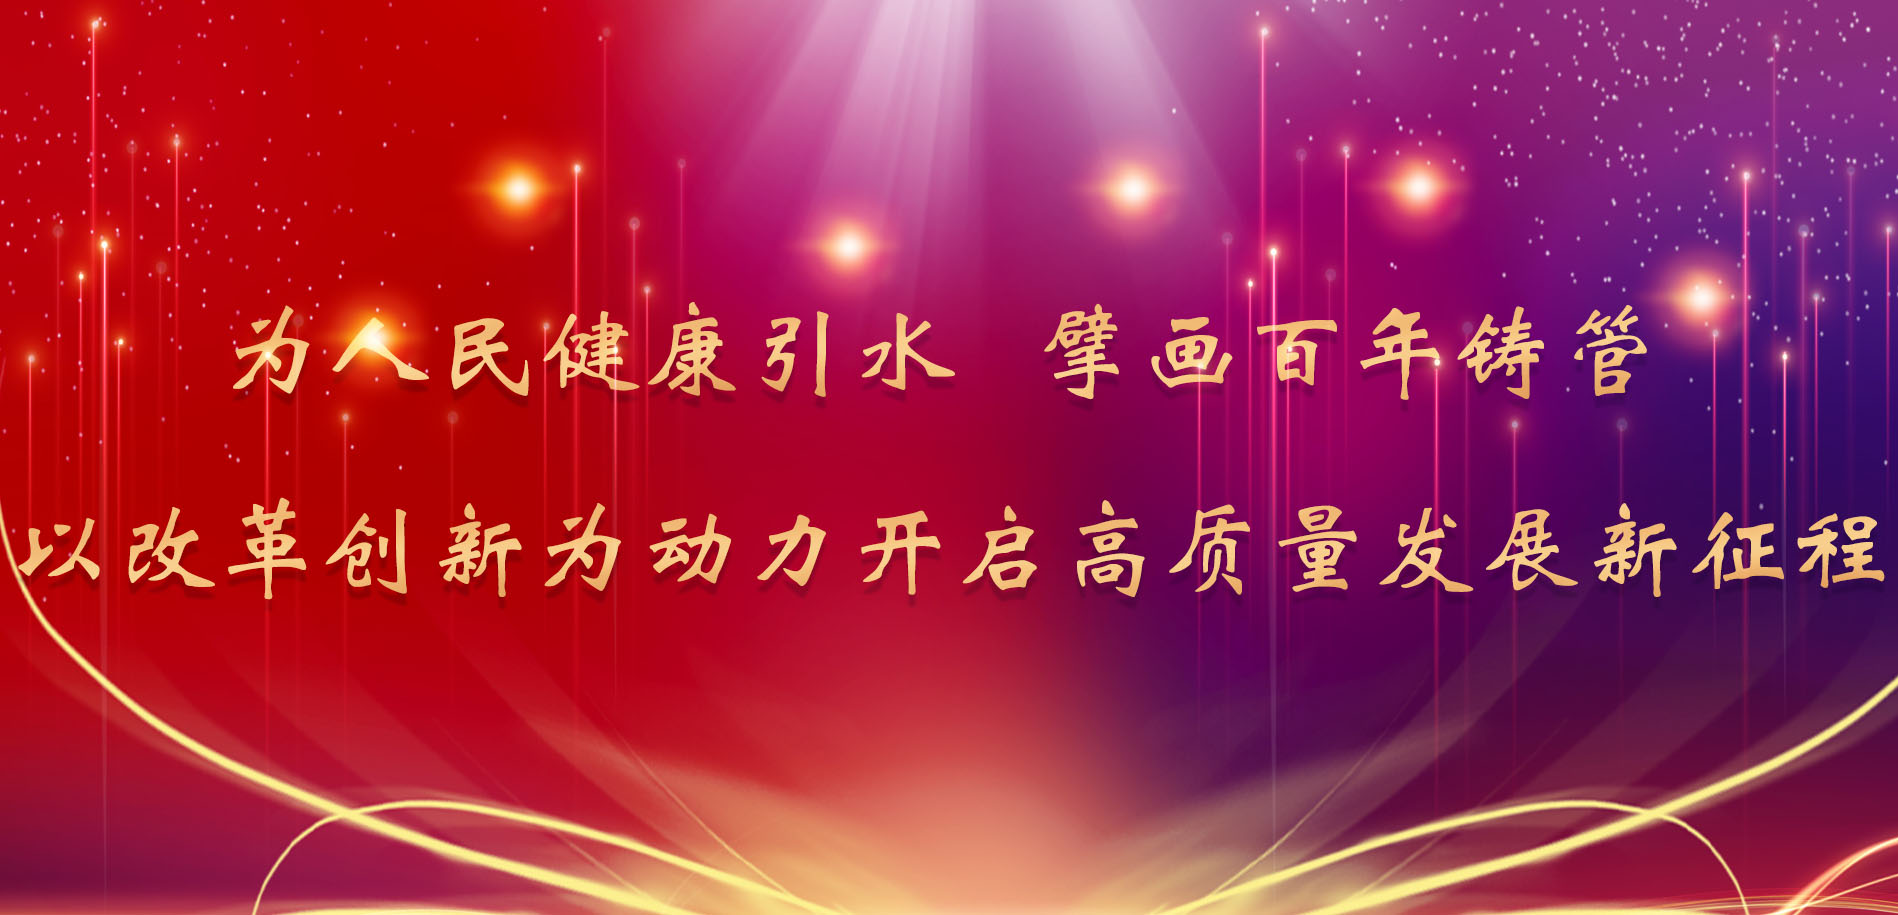 为人民健康引水 擘画百年铸管
以改革创新为动力开启高质量发展新征程